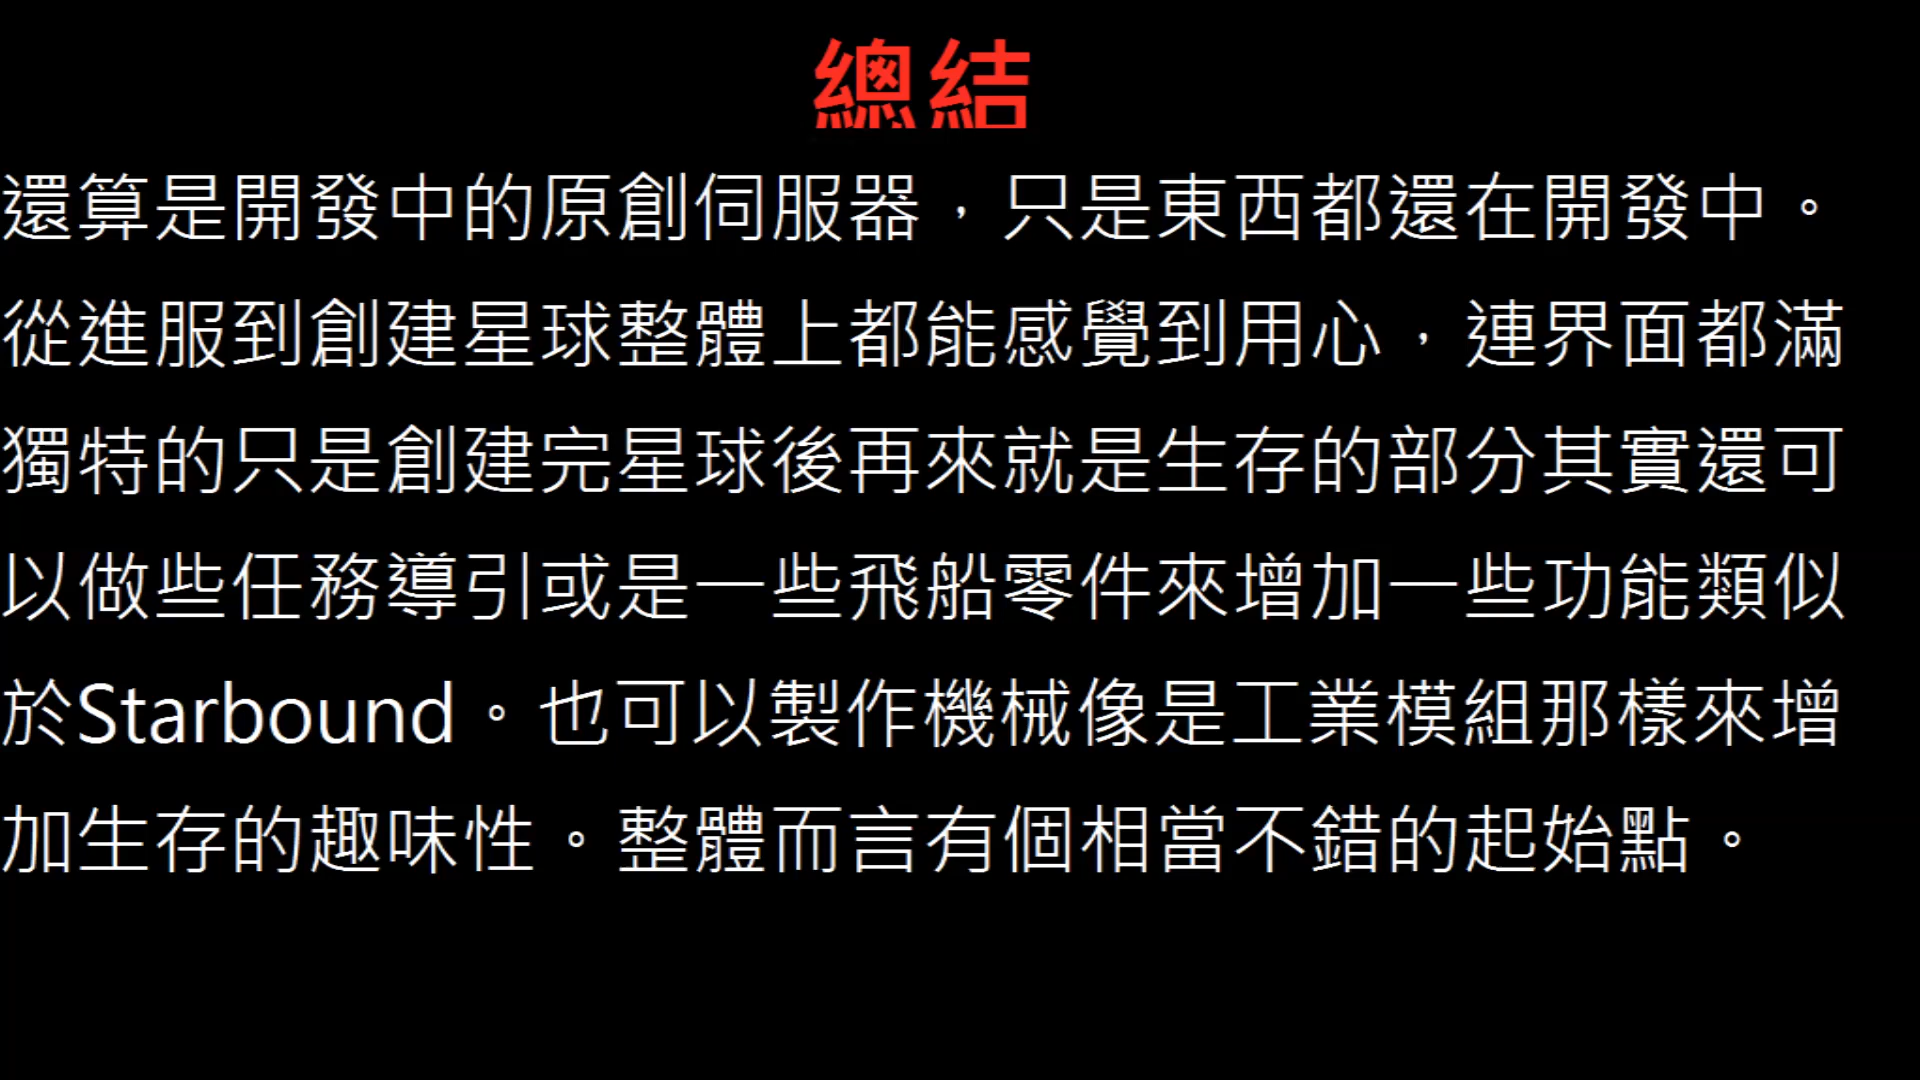 總結
還算是開發中的原創伺服器，只是東西都還在開發中。
從進服到創建星球整體上都能感覺到用心，連界面都滿
獨特的只是創建完星球後再來就是生存的部分其實還可
以做些任務導引或是一些飛船零件來增加一些功能類似
於Starbound。也可以製作機械像是工業模組那樣來增
加生存的趣味性。整體而言有個相當不錯的起始點。